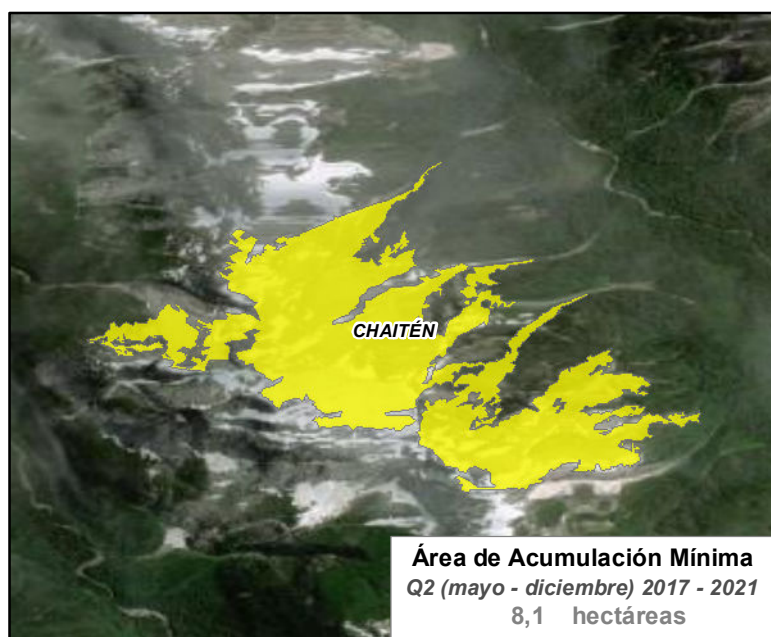 CHAITÉN
Área de Acumulación Mínima
Q2 (mayo - diciembre) 2017 - 2021
8,1 hectáreas